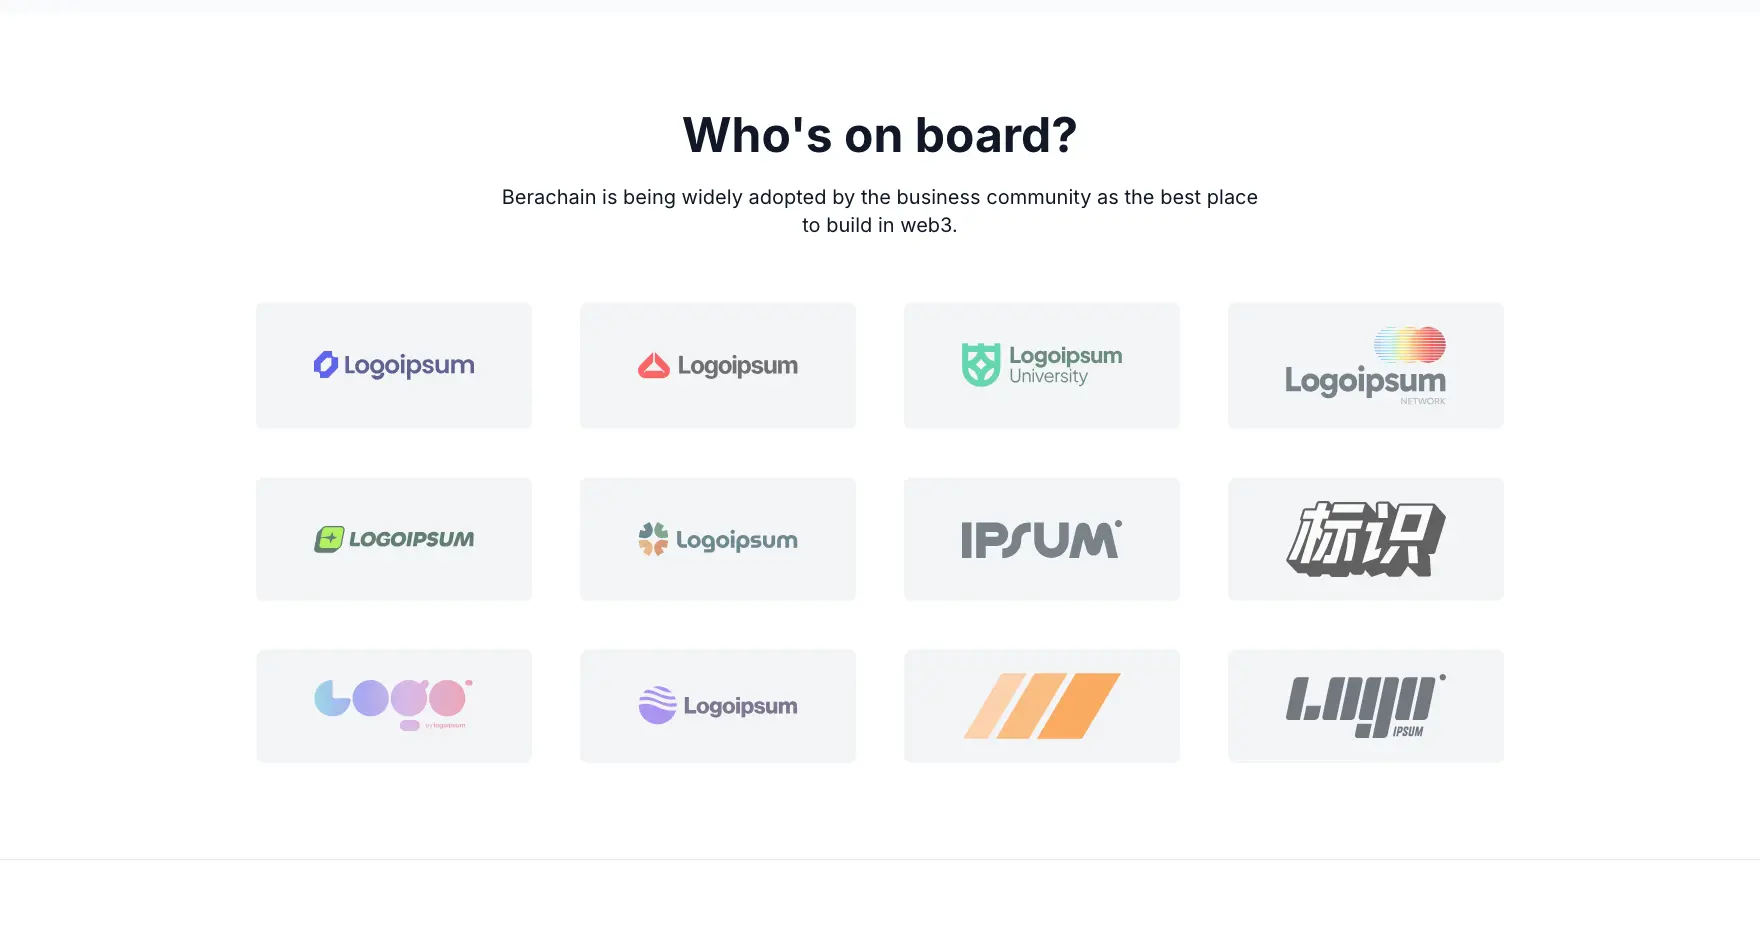 Who's on board?
Berachain is being widely adopted by the business community as the best place
to build in web3.
Logoipsum
Logoipsum
Logoipsum
University
Logoipsum
NETWORK
LOGOIPSUM
Logoipsum
IPSUM
标识
Logo
by logoipsum
Logoipsum
Logo
IPSUM